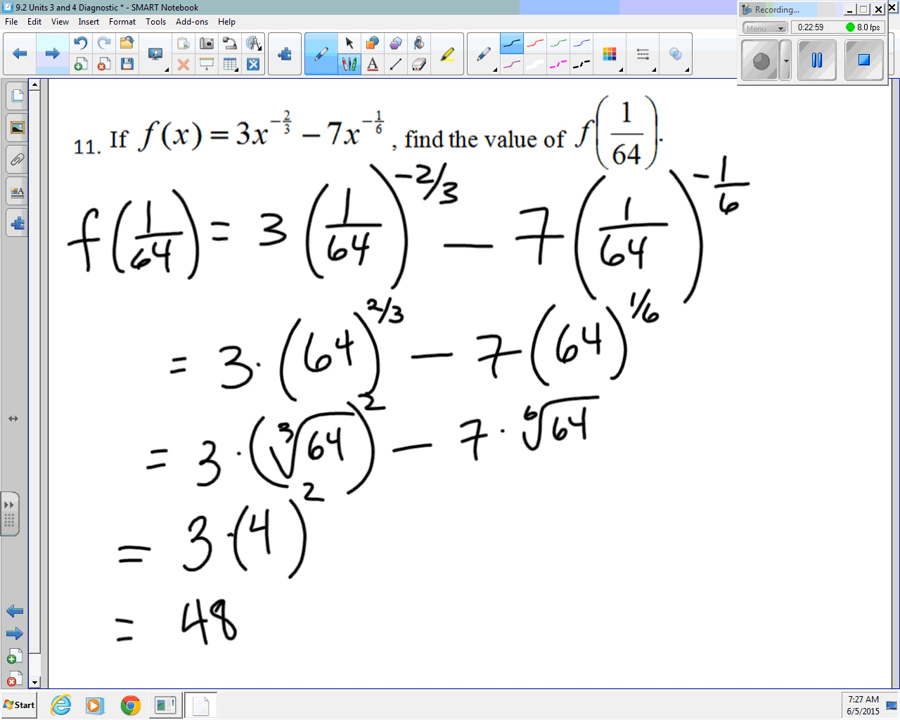 9.2 Units 3 and 4 Diagnostic * - SMART Notebook
Recording...
File Edit View Insert Format Tools Add-ons Help
Menu 0:22:59 8.0 fps
11. If f(x) = 3x^{-2/3} − 7x^{-1/6}, find the value of f(1/64).
f(1/64) = 3(1/64)^{-2/3} − 7(1/64)^{-1/6}
= 3·(64)^{2/3} − 7(64)^{1/6}
= 3·(∛64)^2 − 7·⁶√64
= 3·(4)^2
= 48
Start
7:27 AM
6/5/2015